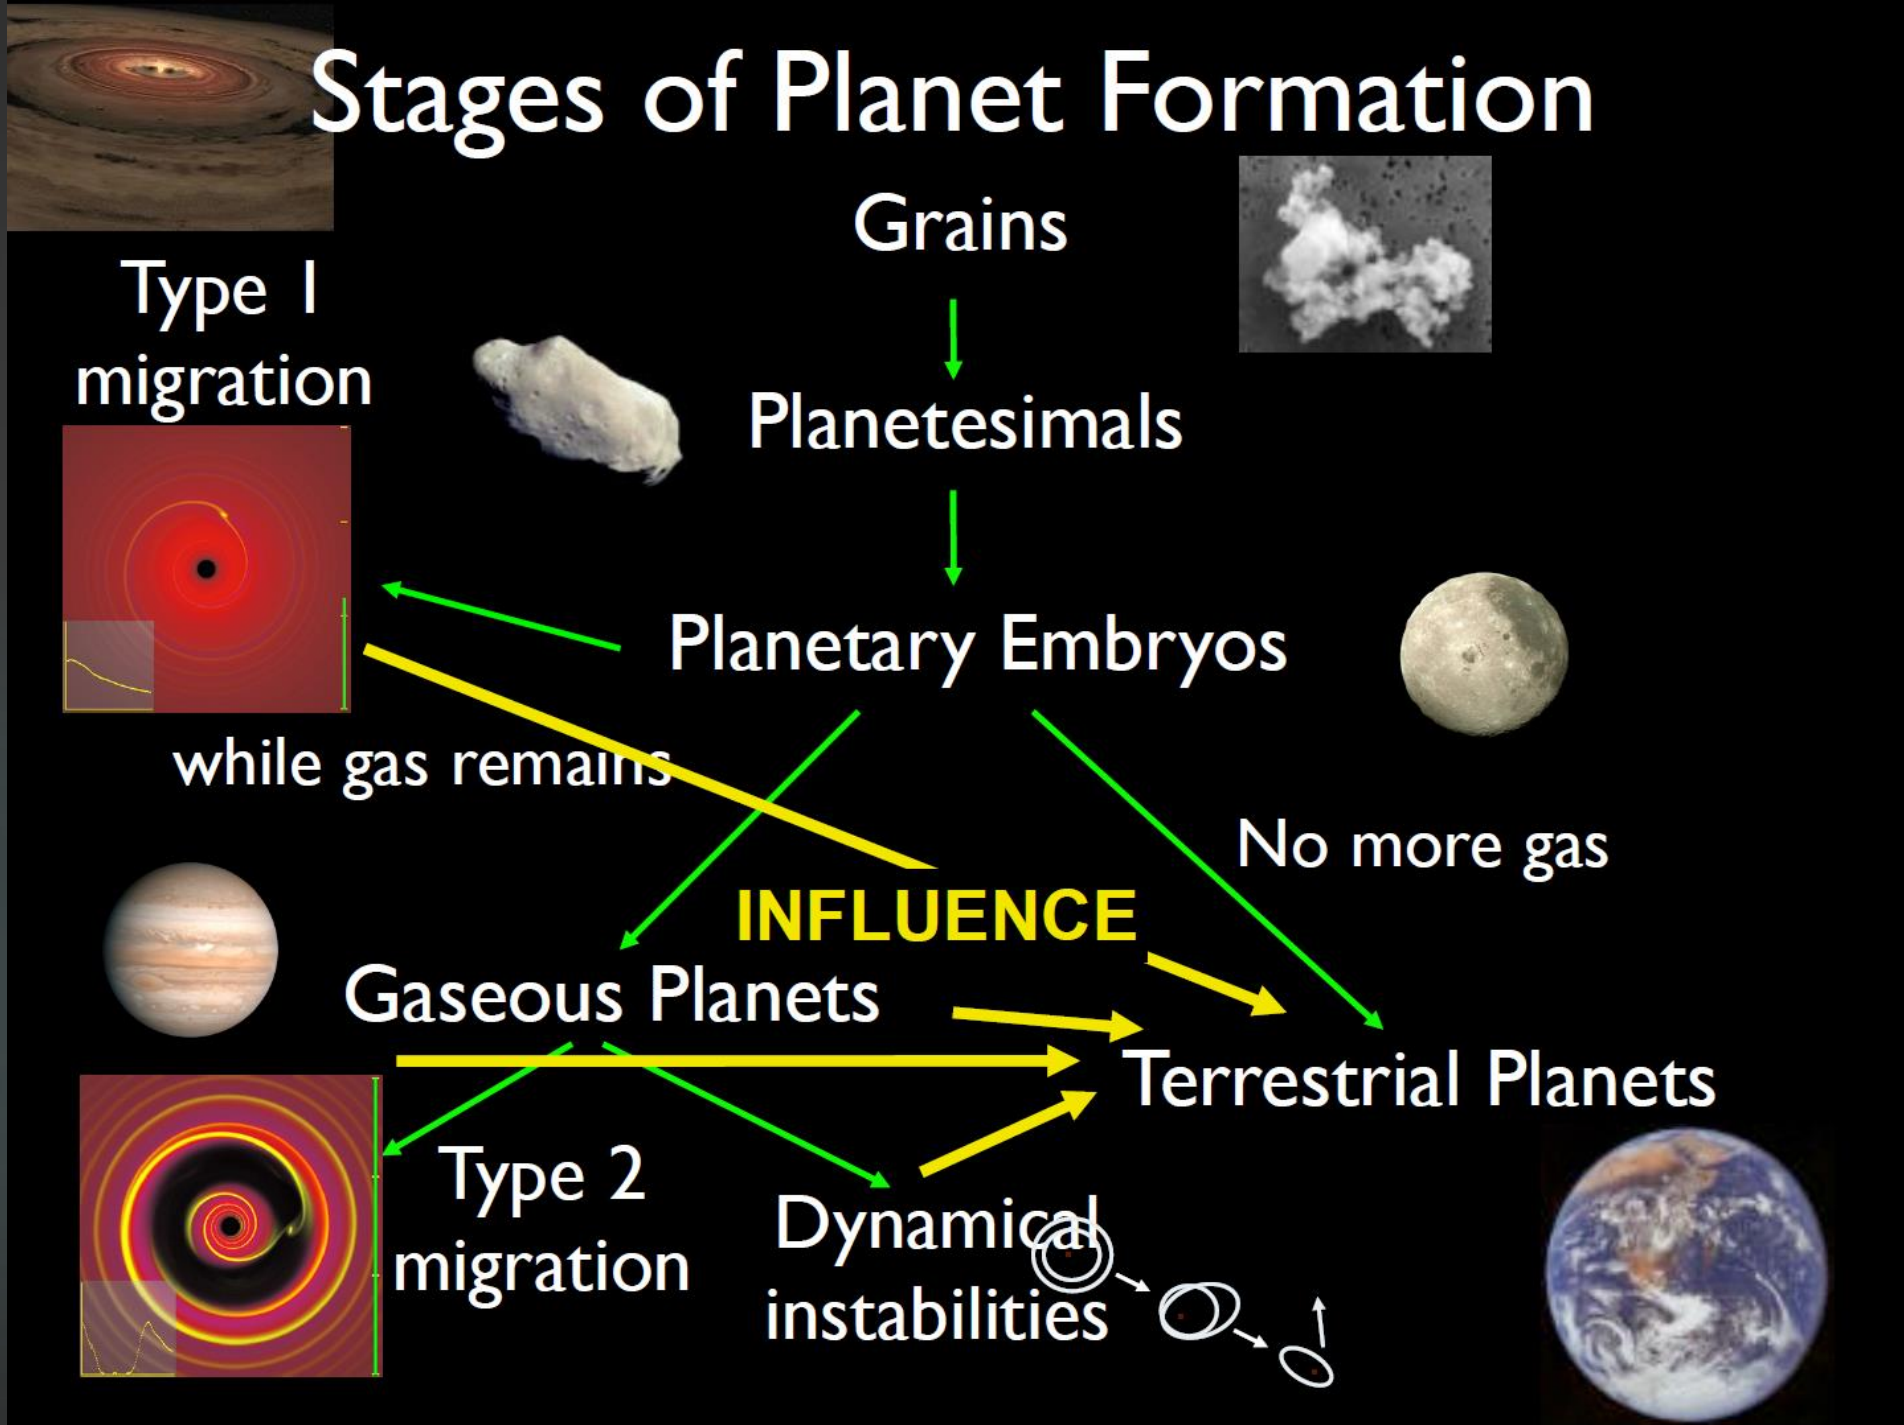 Stages of Planet Formation
Grains
Type 1
migration
Planetesimals
Planetary Embryos
while gas remains
No more gas
INFLUENCE
Gaseous Planets
Terrestrial Planets
Type 2
migration
Dynamical
instabilities